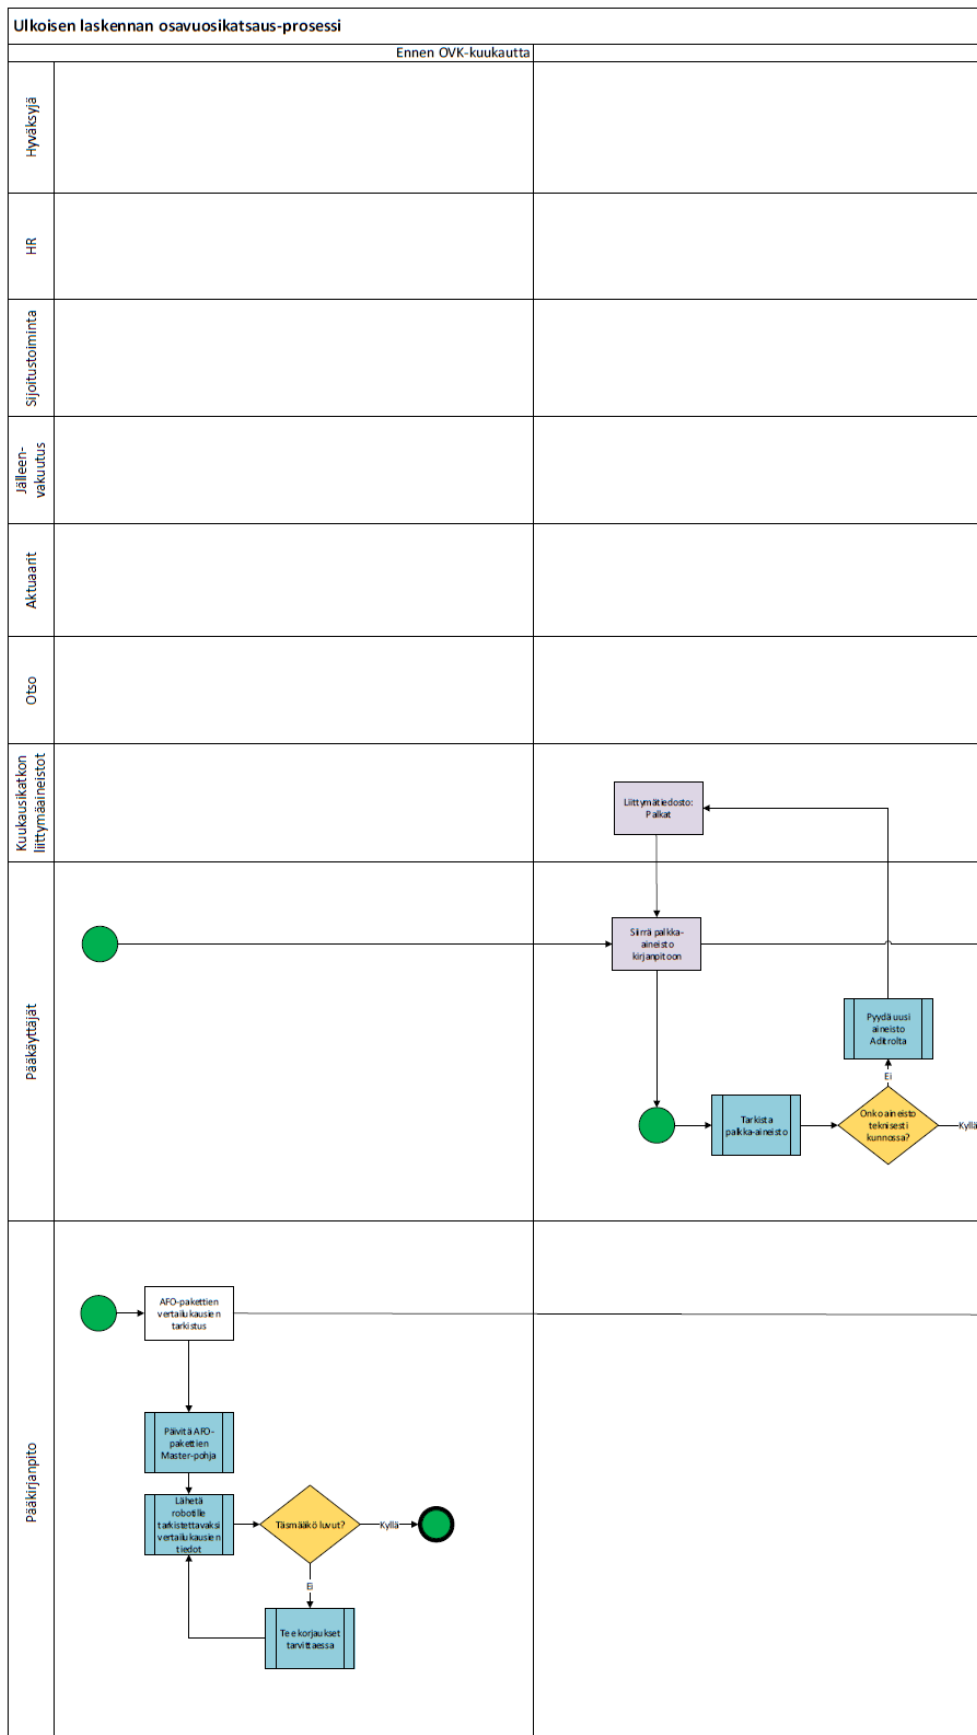 Ulkoisen laskennan osavuosikatsaus-prosessi
Ennen OVK-kuukautta
Hyväksyjä
HR
Sijoitustoiminta
Jälleen-
vakuutus
Aktuaarit
Otso
Kuukausikatkon
liittymäaineistot
Liittymätiedosto:
Palkat
Pääkäyttäjät
Siirrä palkka-
aineisto
kirjanpitoon
Pyydä uusi
aineisto
Aditrolta
Ei
Tarkista
palkka-aineisto
Onko aineisto
teknisesti
kunnossa?
Kyllä
Pääkirjanpito
AFO-pakettien
vertailukausien
tarkistus
Päivitä AFO-
pakettien
Master-pohja
Lähetä
robotille
tarkistettavaksi
vertailukausien
tiedot
Täsmääkö luvut?
Kyllä
Ei
Tee korjaukset
tarvittaessa